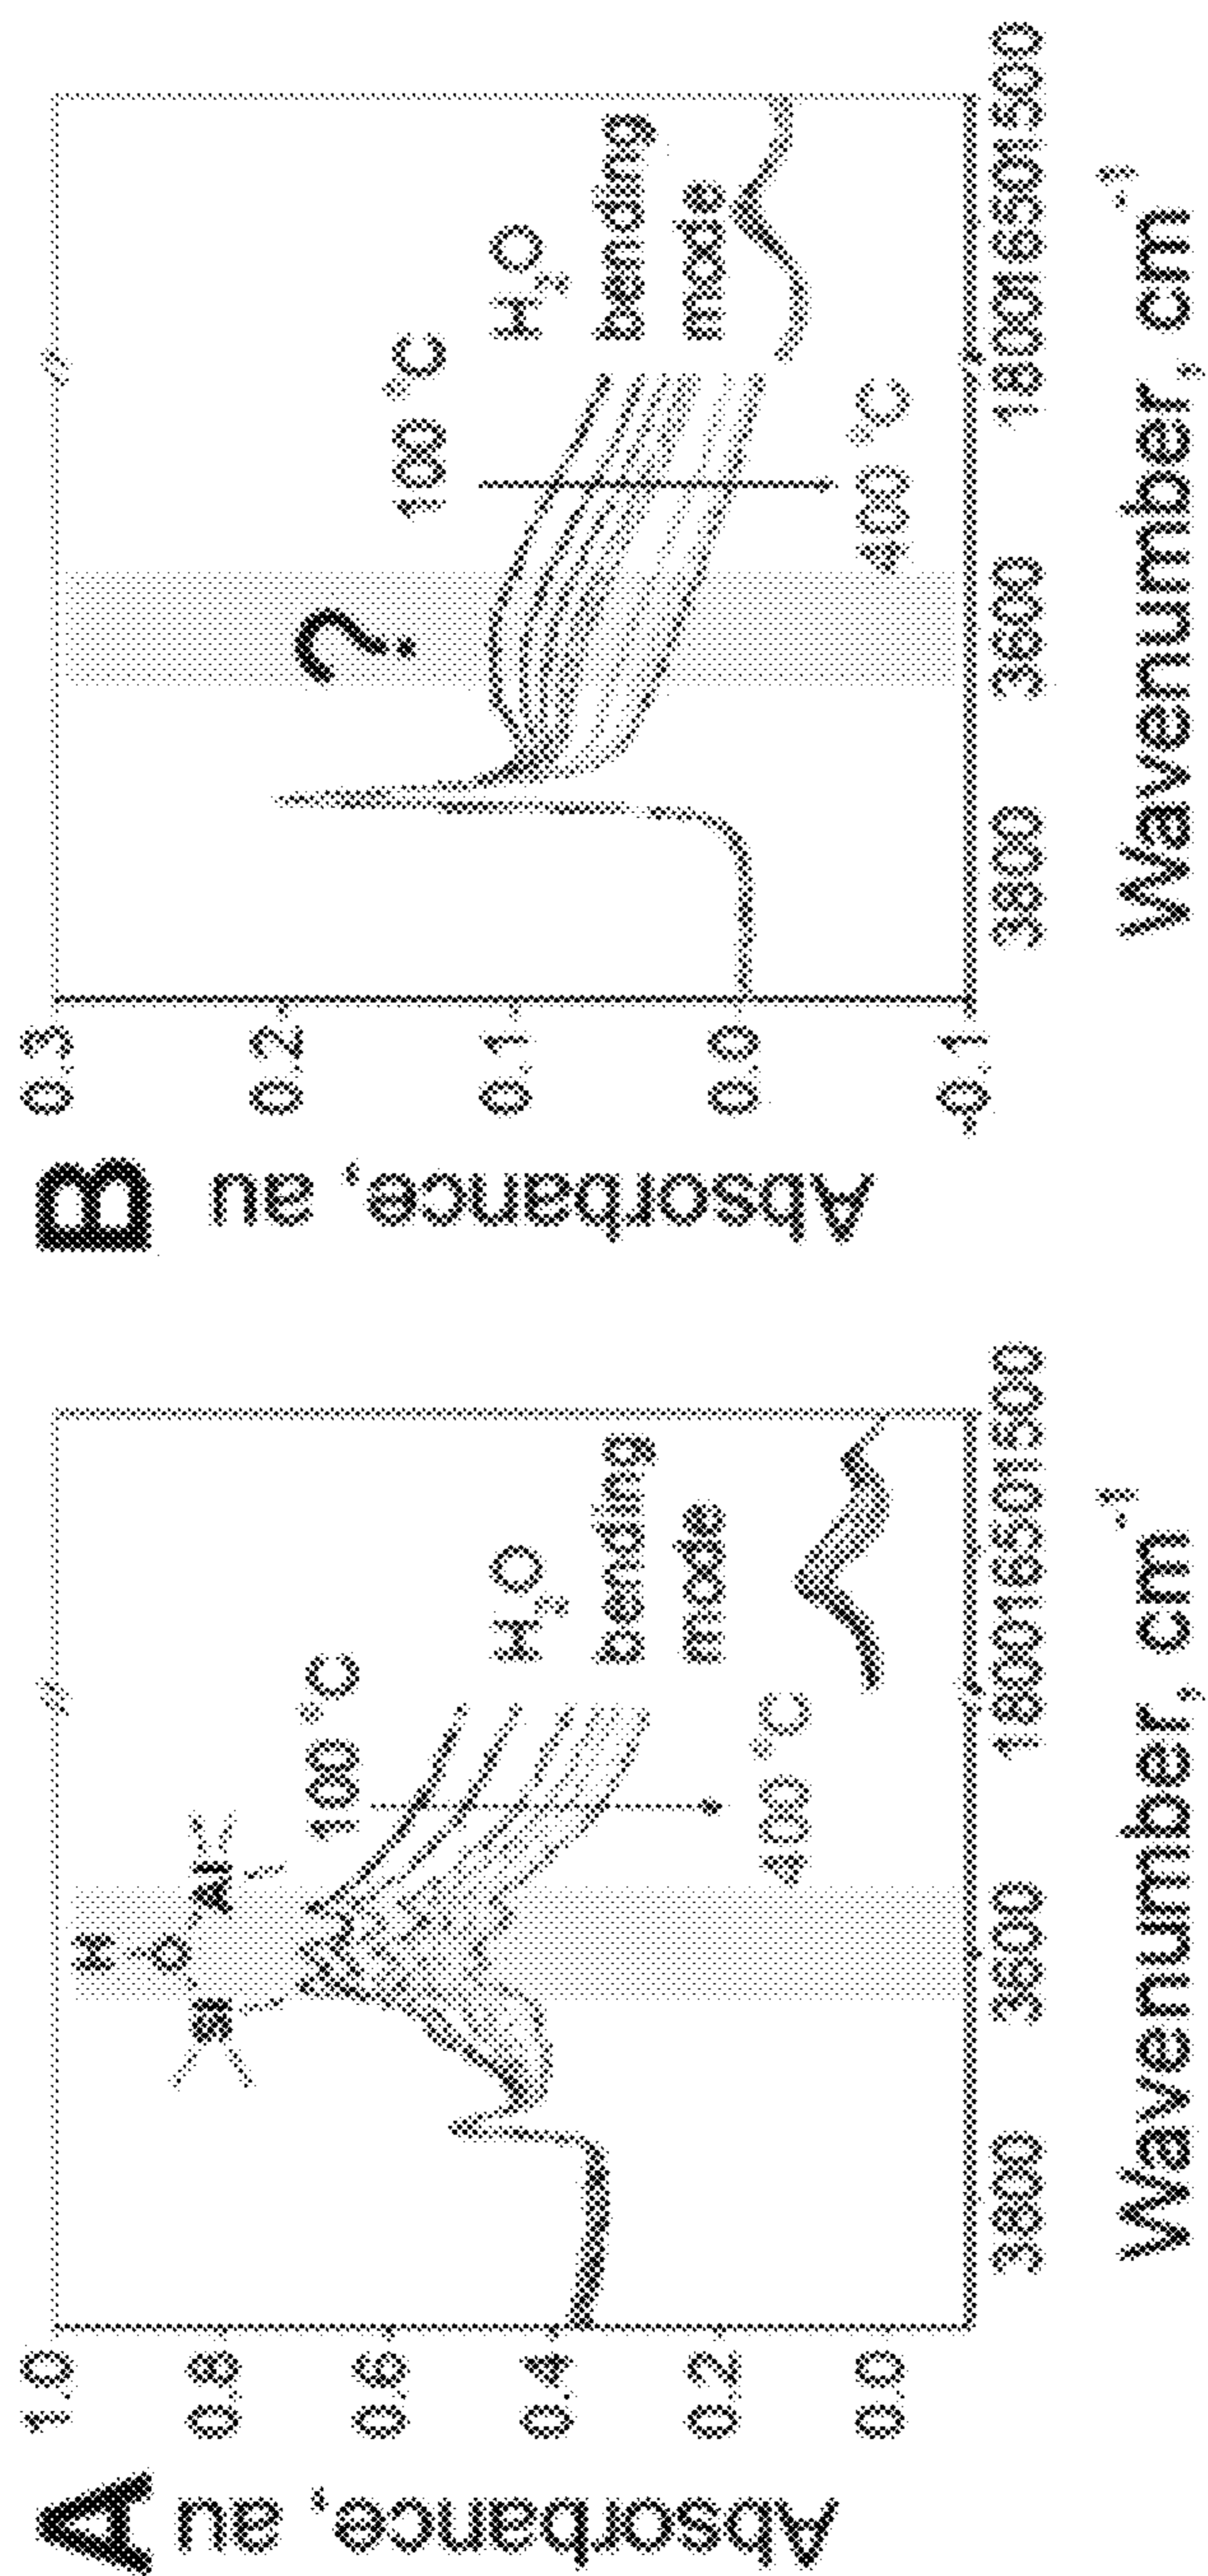 A
Absorbance, au
1.0
0.8
0.6
0.4
0.2
0.0
H
O
Si
Al
100 °C
400 °C
H₂O
bending
mode
3800
3600
1800
1650
1500
Wavenumber, cm⁻¹
B
Absorbance, au
0.3
0.2
0.1
0.0
-0.1
?
100 °C
400 °C
H₂O
bending
mode
3800
3600
1800
1650
1500
Wavenumber, cm⁻¹